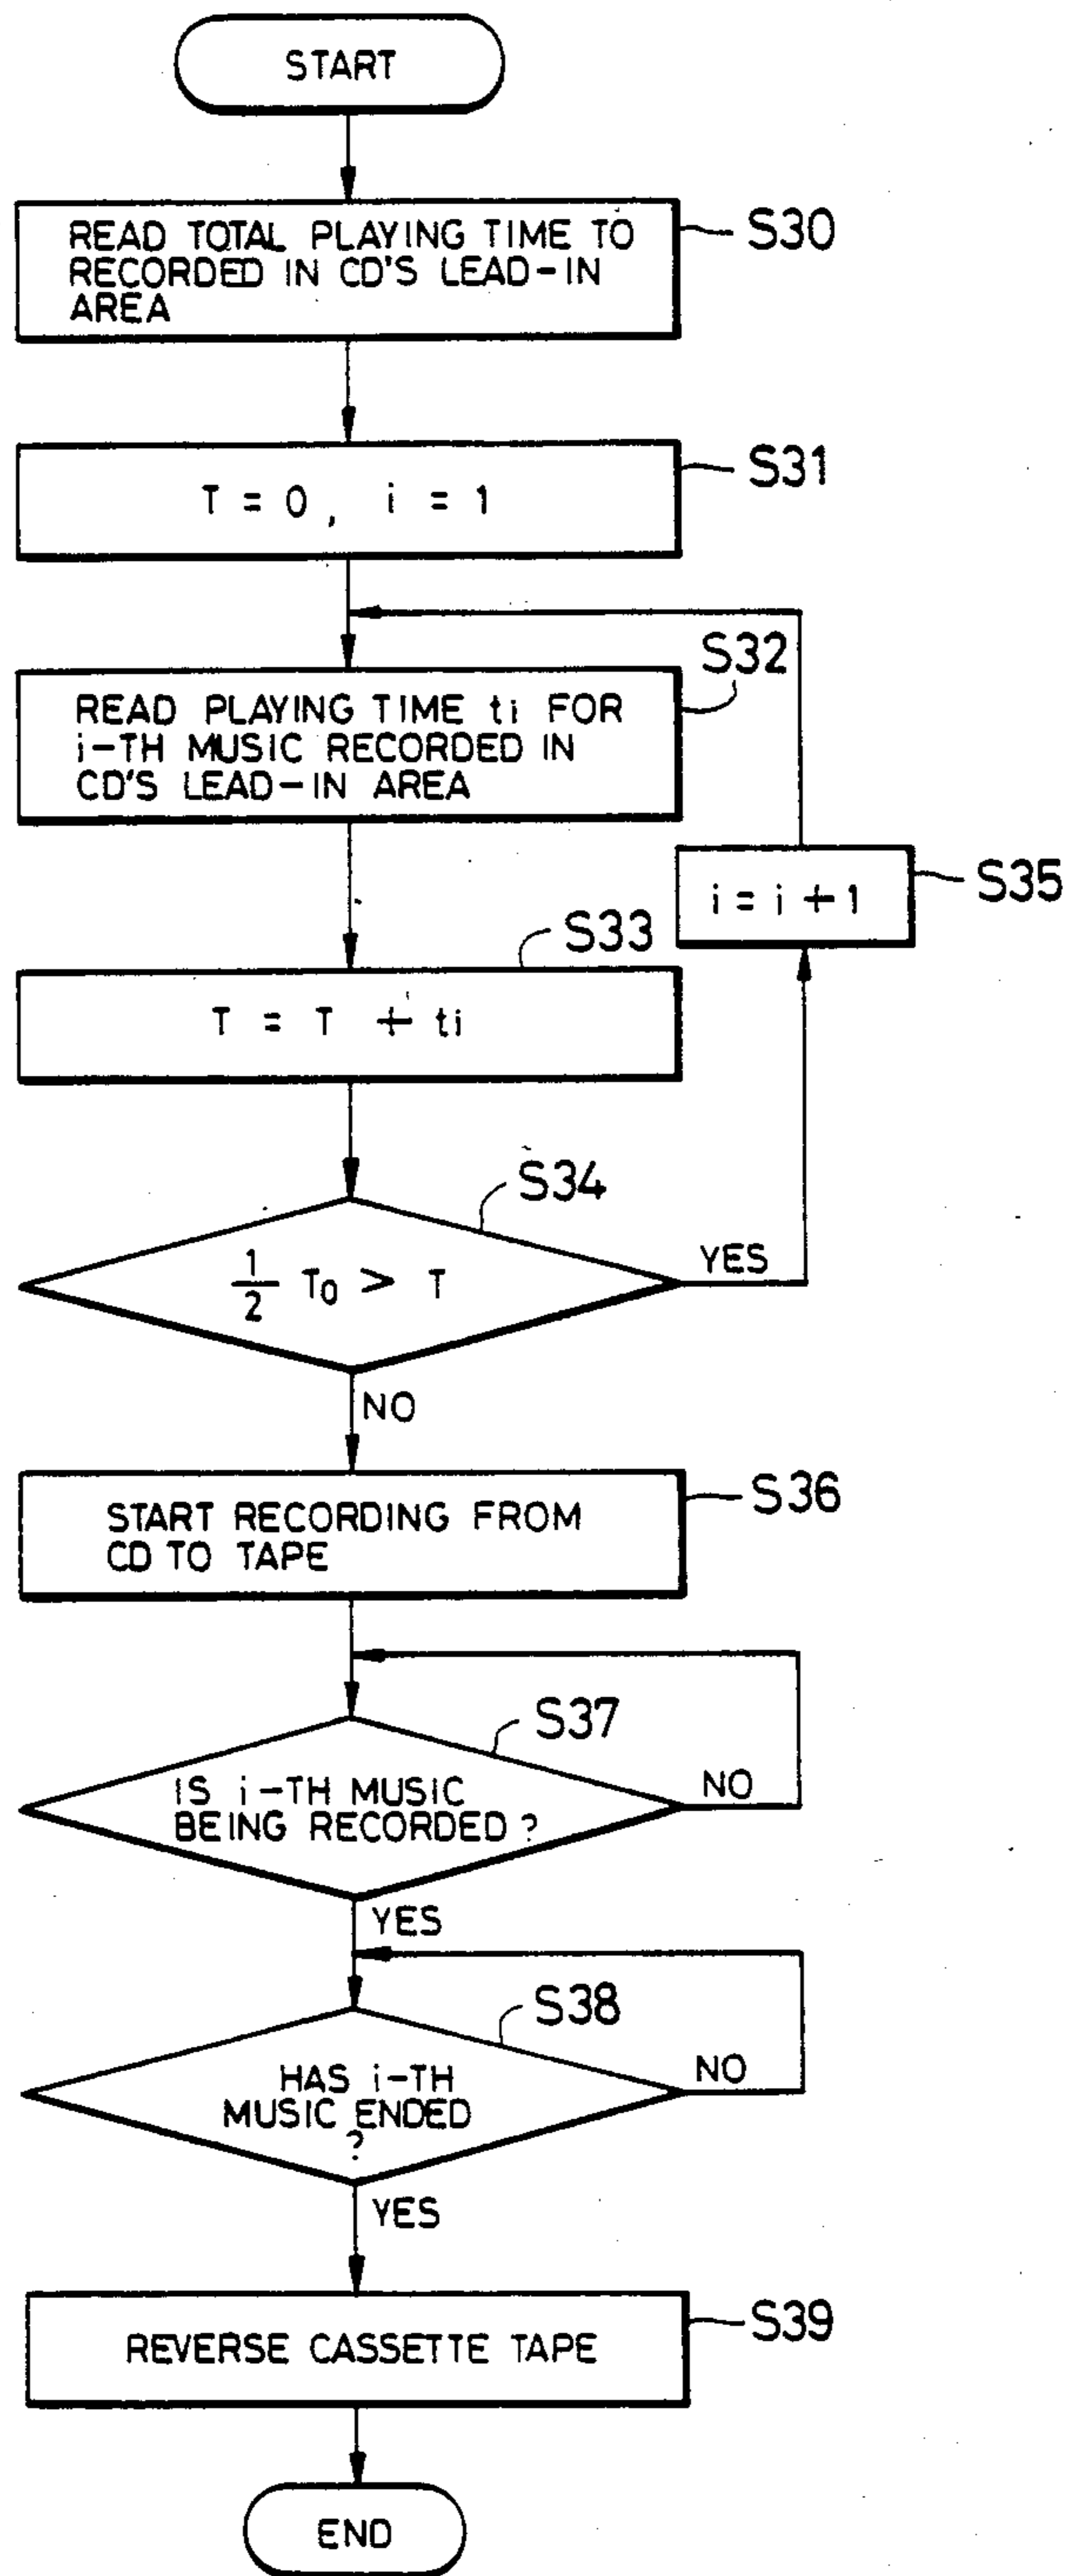 START
READ TOTAL PLAYING TIME TO
RECORDED IN CD'S LEAD-IN
AREA
S30
T = 0, i = 1
S31
S32
READ PLAYING TIME ti FOR
i-TH MUSIC RECORDED IN
CD'S LEAD-IN AREA
i = i + 1
S35
S33
T = T + ti
S34
1/2 T₀ > T
YES
NO
START RECORDING FROM
CD TO TAPE
S36
S37
IS i-TH MUSIC
BEING RECORDED?
NO
YES
S38
HAS i-TH
MUSIC ENDED
?
NO
YES
REVERSE CASSETTE TAPE
S39
END